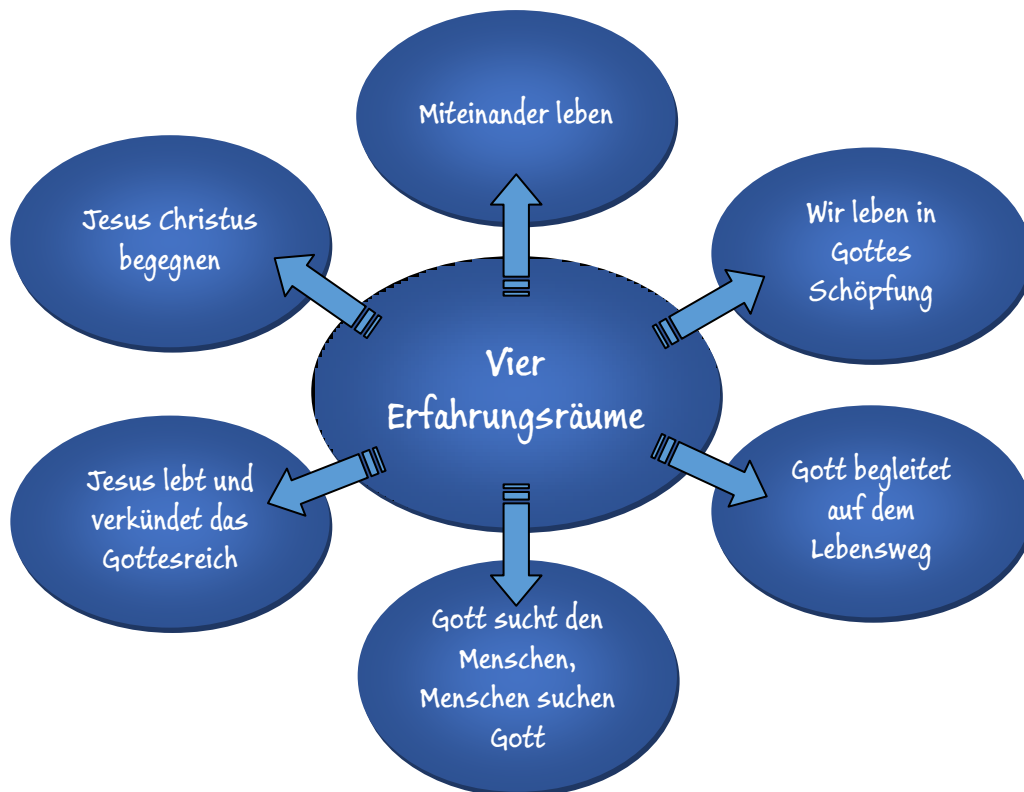 Miteinander leben
Jesus Christus
begegnen
Wir leben in
Gottes
Schöpfung
Vier
Erfahrungsräume
Jesus lebt und
verkündet das
Gottesreich
Gott begleitet
auf dem
Lebensweg
Gott sucht den
Menschen,
Menschen suchen
Gott